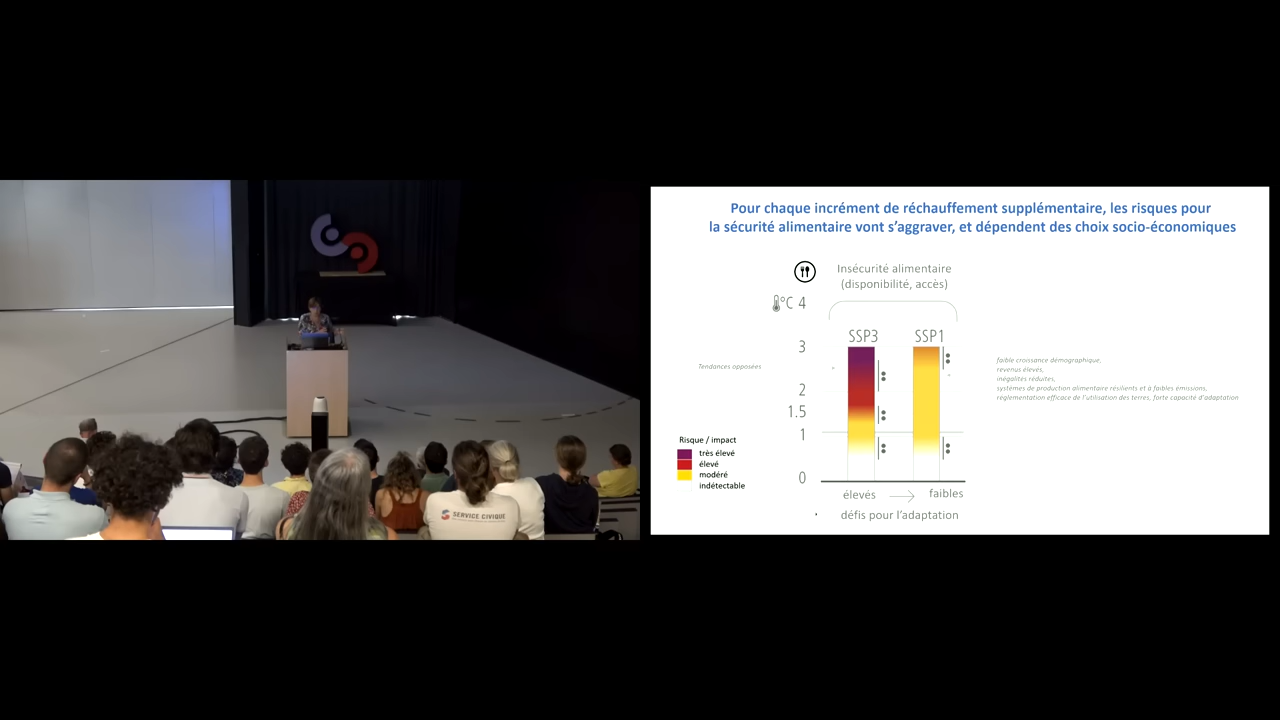 SERVICE CIVIQUE
Pour chaque incrément de réchauffement supplémentaire, les risques pour
la sécurité alimentaire vont s'aggraver, et dépendent des choix socio-économiques
Insécurité alimentaire
(disponibilité, accès)
°C 4
SSP3 SSP1
3
Tendances opposées
faible croissance démographique,
revenus élevés,
inégalités réduites,
systèmes de production alimentaire résilients et à faibles émissions,
réglementation efficace de l'utilisation des terres, forte capacité d'adaptation
2
1.5
1
Risque / impact
très élevé
élevé
modéré
indétectable
0
élevés → faibles
défis pour l'adaptation